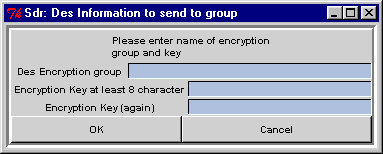 Sdr: Des Information to send to group
Please enter name of encryption
group and key
Des Encryption group
Encryption Key at least 8 character
Encryption Key (again)
OK Cancel